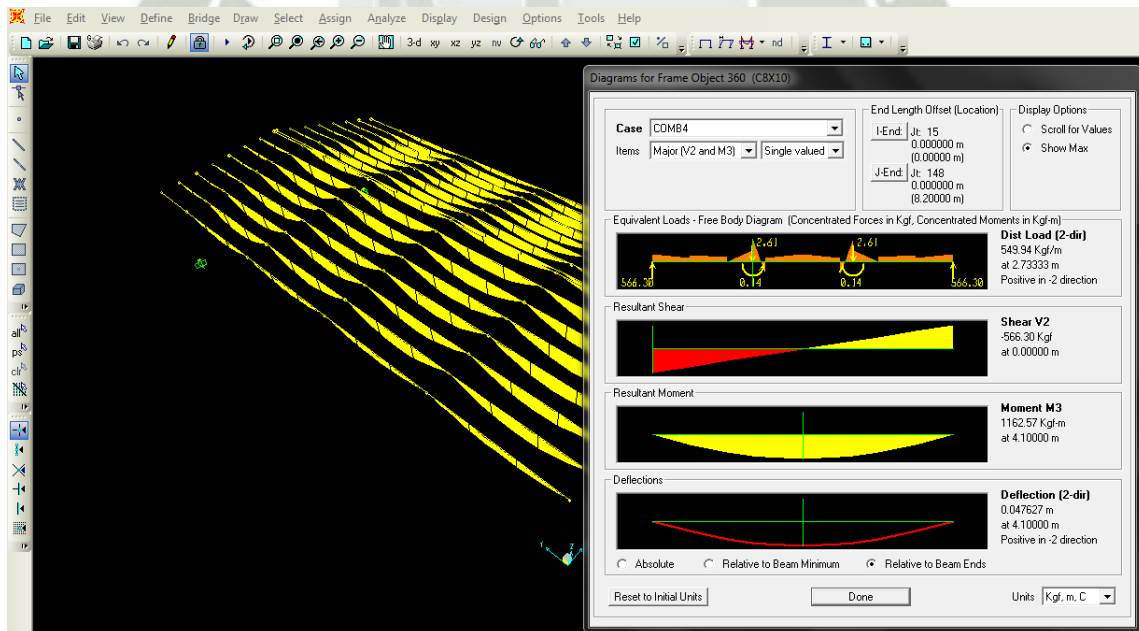 File Edit View Define Bridge Draw Select Assign Analyze Display Design Options Tools Help
3-d xy xz yz nv nd
all
ps
clr
Diagrams for Frame Object 360 (C8X10)
Case COMB4
Items Major (V2 and M3) Single valued
End Length Offset (Location)
I-End: Jt: 15
0.000000 m
(0.00000 m)
J-End: Jt: 148
0.000000 m
(8.20000 m)
Display Options
Scroll for Values
Show Max
Equivalent Loads - Free Body Diagram (Concentrated Forces in Kgf, Concentrated Moments in Kgf-m)
2.61 2.61
566.30 0.14 0.14 566.30
Dist Load (2-dir)
549.94 Kgf/m
at 2.73333 m
Positive in -2 direction
Resultant Shear
Shear V2
-566.30 Kgf
at 0.00000 m
Resultant Moment
Moment M3
1162.57 Kgf-m
at 4.10000 m
Deflections
Deflection (2-dir)
0.047627 m
at 4.10000 m
Positive in -2 direction
Absolute Relative to Beam Minimum Relative to Beam Ends
Reset to Initial Units Done Units Kgf, m, C
Y Z